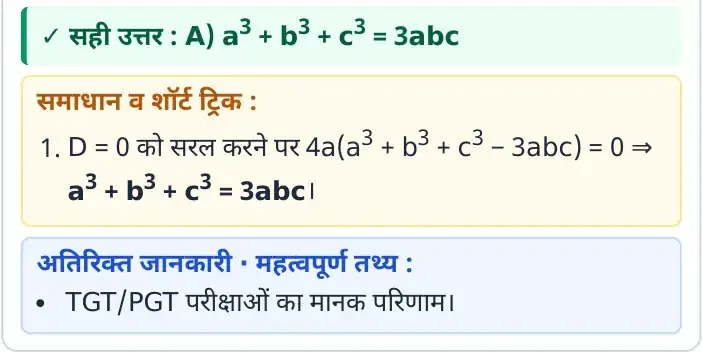 ✓ सही उत्तर : A) a³ + b³ + c³ = 3abc
समाधान व शॉर्ट ट्रिक :
1. D = 0 को सरल करने पर 4a(a³ + b³ + c³ − 3abc) = 0 ⇒
a³ + b³ + c³ = 3abc।
अतिरिक्त जानकारी · महत्वपूर्ण तथ्य :
• TGT/PGT परीक्षाओं का मानक परिणाम।